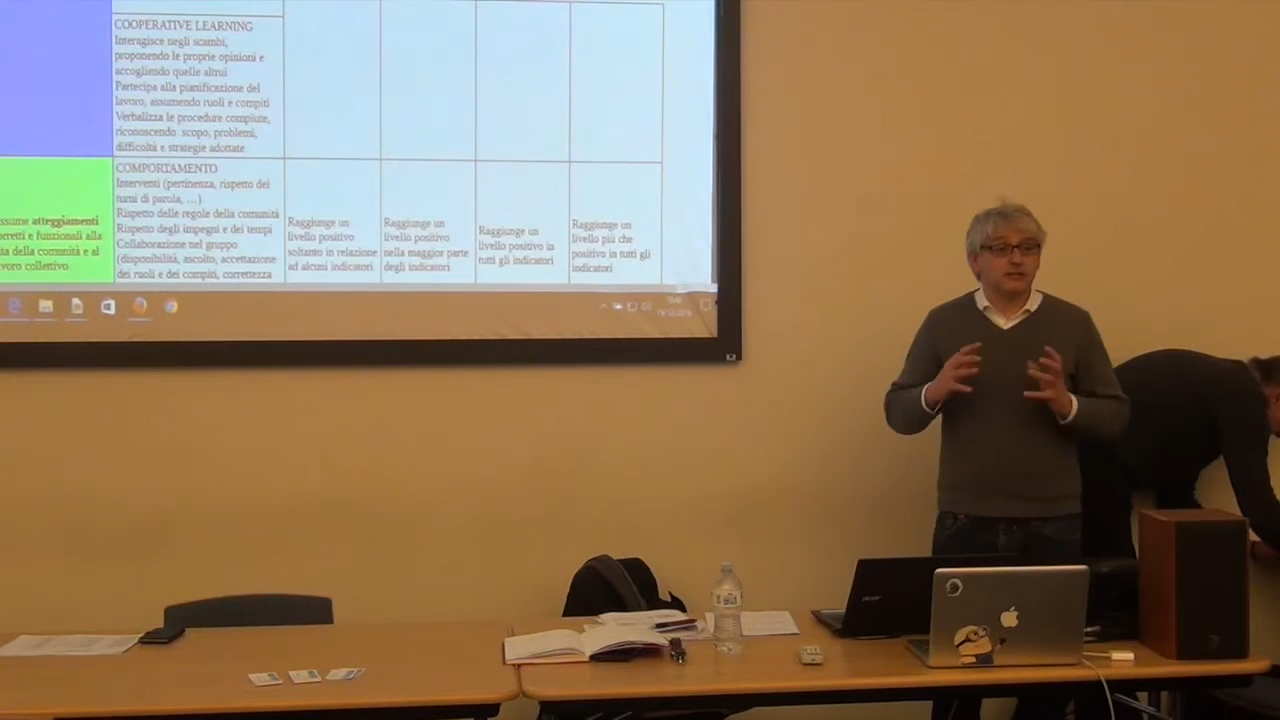 COOPERATIVE LEARNING
Interagisce negli scambi,
proponendo le proprie opinioni e
accogliendo quelle altrui
Partecipa alla pianificazione del
lavoro, assumendo ruoli e compiti
Verbalizza le procedure compiute,
riconoscendo scopo, problemi,
difficoltà e strategie adottate
ssume atteggiamenti
orretti e funzionali alla
ta della comunità e al
voro collettivo
COMPORTAMENTO
Interventi (pertinenza, rispetto dei
turni di parola, …)
Rispetto delle regole della comunità
Rispetto degli impegni e dei tempi
Collaborazione nel gruppo
(disponibilità, ascolto, accettazione
dei ruoli e dei compiti, correttezza
Raggiunge un
livello positivo
soltanto in relazione
ad alcuni indicatori
Raggiunge un
livello positivo
nella maggior parte
degli indicatori
Raggiunge un
livello positivo in
tutti gli indicatori
Raggiunge un
livello più che
positivo in tutti gli
indicatori
acer